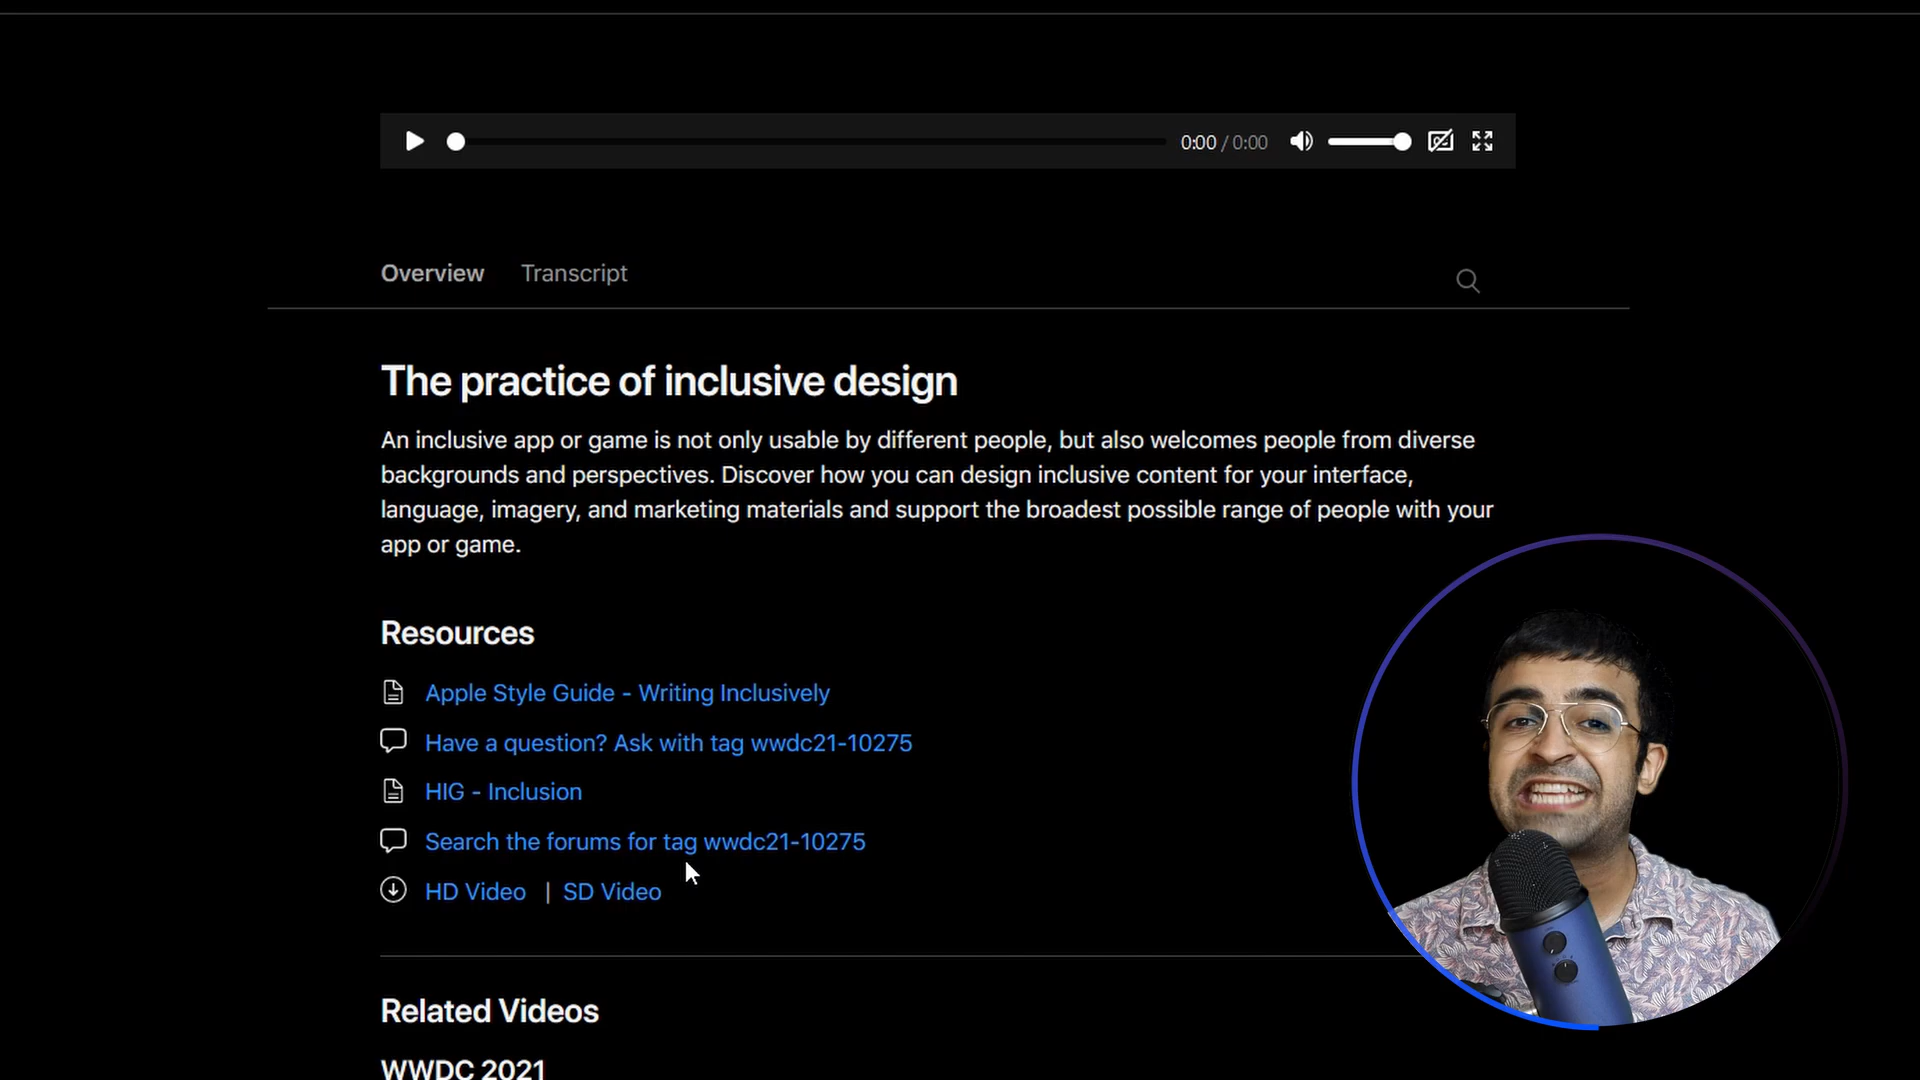 0:00 / 0:00
Overview Transcript
The practice of inclusive design
An inclusive app or game is not only usable by different people, but also welcomes people from diverse
backgrounds and perspectives. Discover how you can design inclusive content for your interface,
language, imagery, and marketing materials and support the broadest possible range of people with your
app or game.
Resources
Apple Style Guide - Writing Inclusively
Have a question? Ask with tag wwdc21-10275
HIG - Inclusion
Search the forums for tag wwdc21-10275
HD Video | SD Video
Related Videos
WWDC 2021